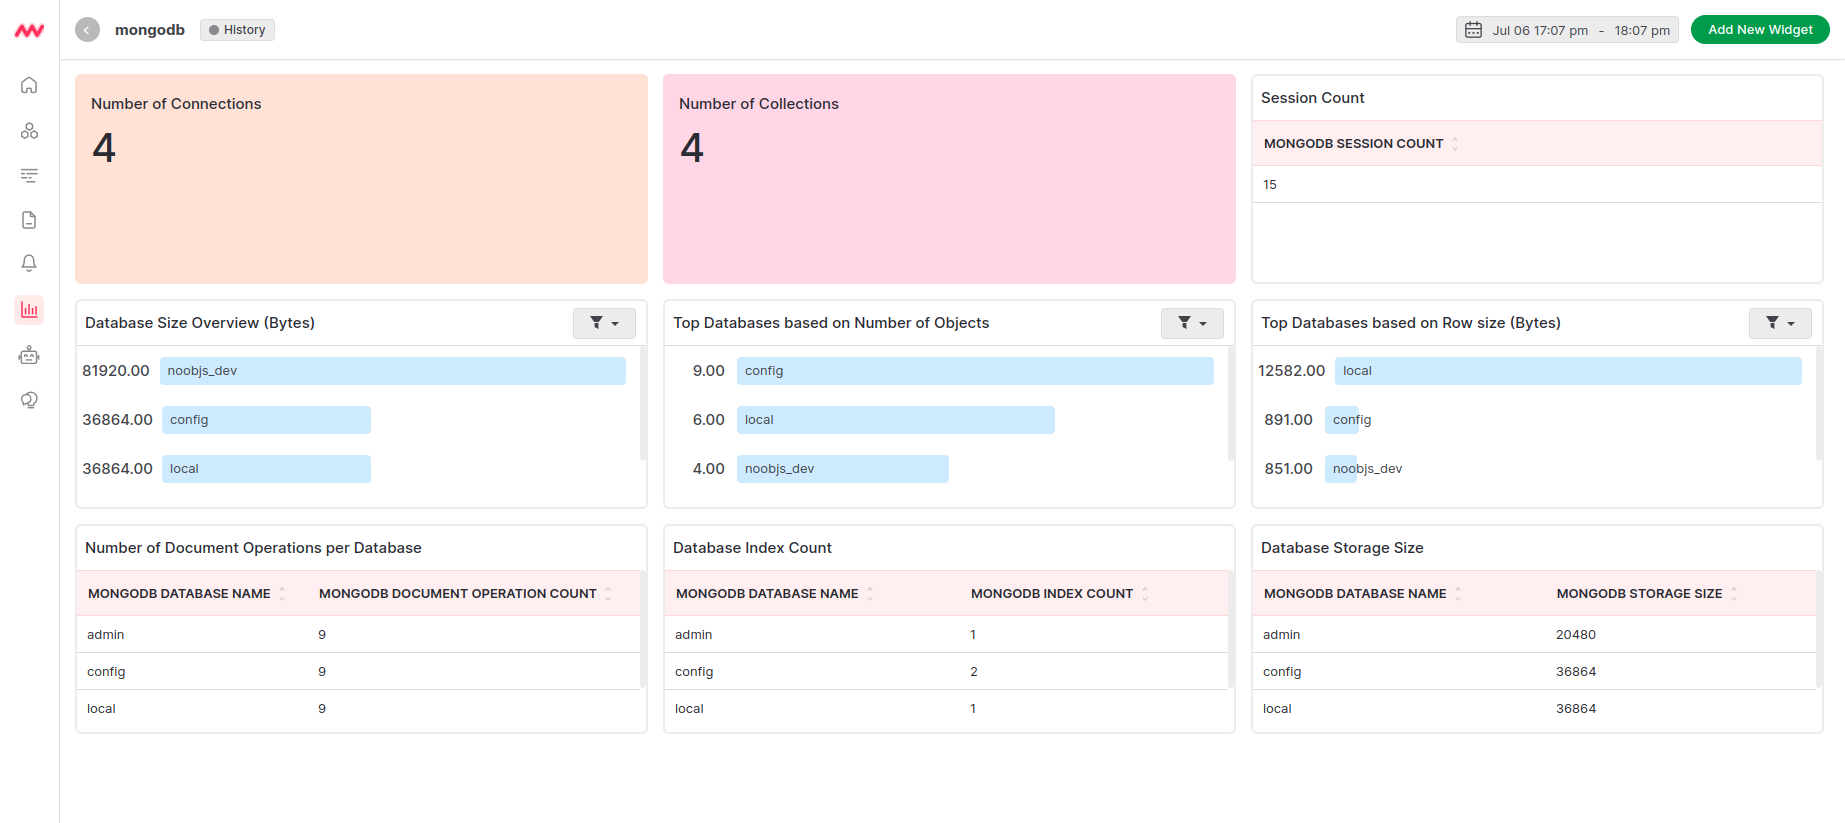 mongodb
History
Jul 06 17:07 pm - 18:07 pm
Add New Widget
Number of Connections
4
Number of Collections
4
Session Count
MONGODB SESSION COUNT
15
Database Size Overview (Bytes)
81920.00 noobjs_dev
36864.00 config
36864.00 local
Top Databases based on Number of Objects
9.00 config
6.00 local
4.00 noobjs_dev
Top Databases based on Row size (Bytes)
12582.00 local
891.00 config
851.00 noobjs_dev
Number of Document Operations per Database
MONGODB DATABASE NAME MONGODB DOCUMENT OPERATION COUNT
admin 9
config 9
local 9
Database Index Count
MONGODB DATABASE NAME MONGODB INDEX COUNT
admin 1
config 2
local 1
Database Storage Size
MONGODB DATABASE NAME MONGODB STORAGE SIZE
admin 20480
config 36864
local 36864